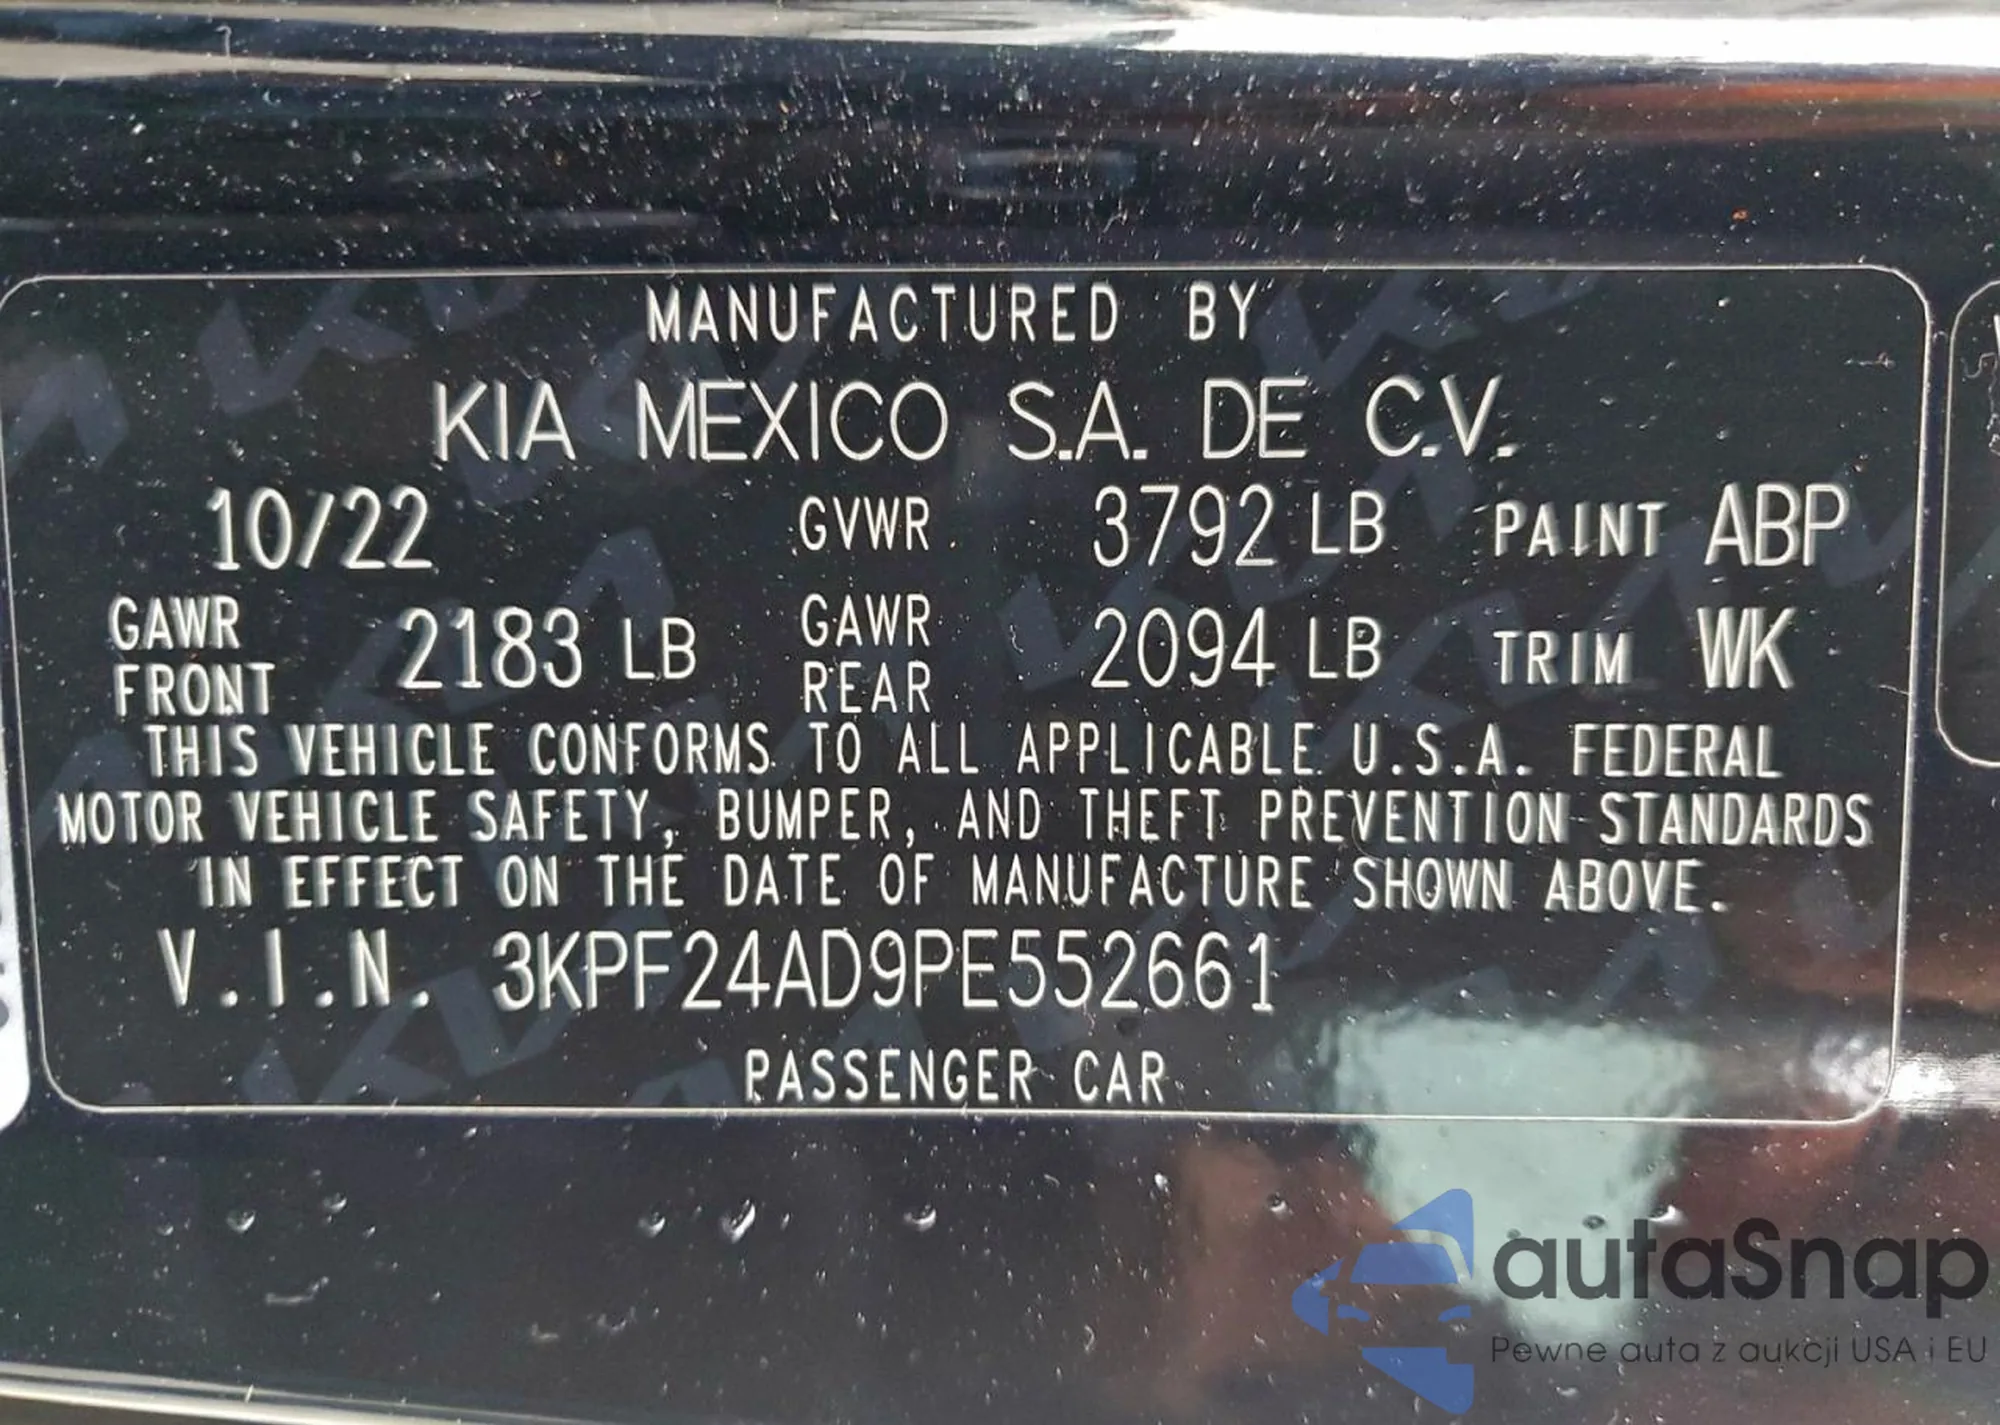 MANUFACTURED BY
KIA MEXICO S.A. DE C.V.
10/22 GVWR 3792 LB PAINT ABP
GAWR FRONT 2183 LB GAWR REAR 2094 LB TRIM WK
THIS VEHICLE CONFORMS TO ALL APPLICABLE U.S.A. FEDERAL
MOTOR VEHICLE SAFETY, BUMPER, AND THEFT PREVENTION STANDARDS
IN EFFECT ON THE DATE OF MANUFACTURE SHOWN ABOVE.
V.I.N. 3KPF24AD9PE552661
PASSENGER CAR
autaSnap
Pewne auta z aukcji USA i EU